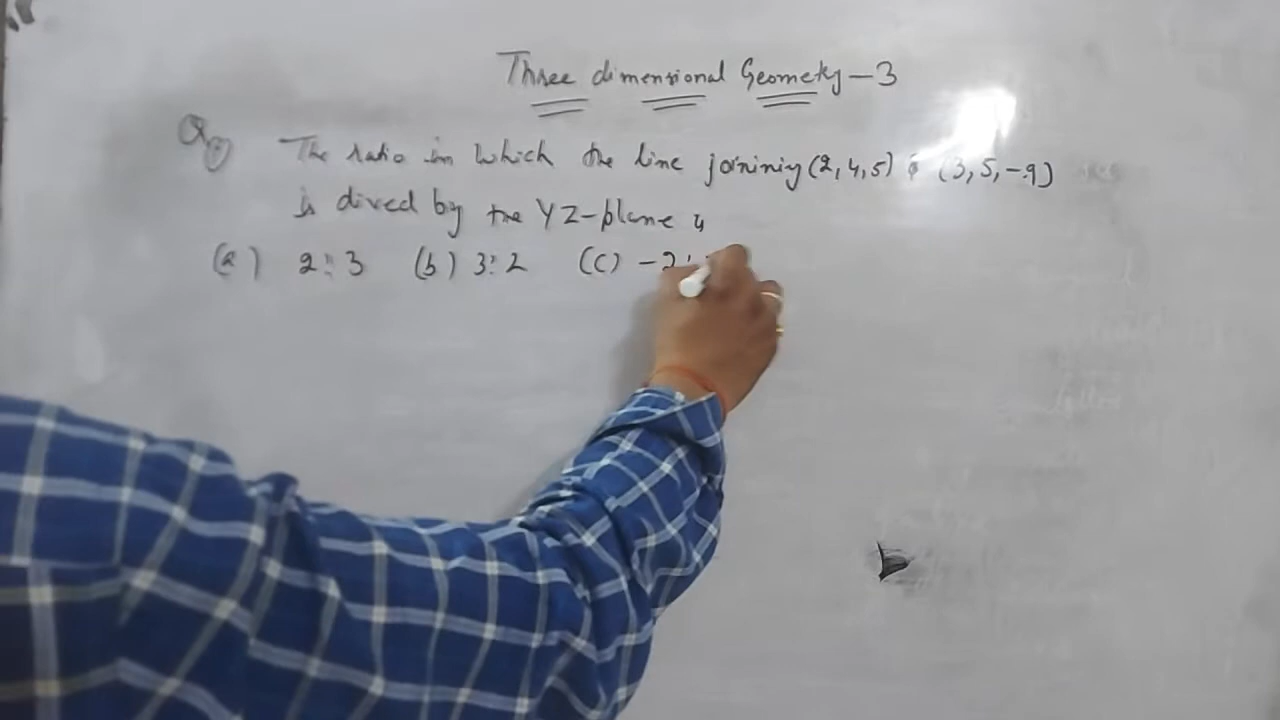 Three dimensional Geometry-3
Q The ratio in which the line joining (2,4,5) & (3,5,-9)
is dived by the YZ-plane is
(a) 2:3 (b) 3:2 (c) -2: